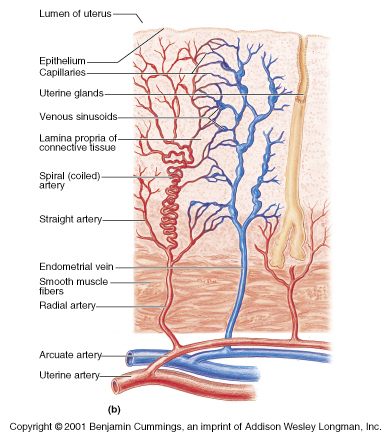 Lumen of uterus
Epithelium
Capillaries
Uterine glands
Venous sinusoids
Lamina propria of
connective tissue
Spiral (coiled)
artery
Straight artery
Endometrial vein
Smooth muscle
fibers
Radial artery
Arcuate artery
Uterine artery
(b)
Copyright © 2001 Benjamin Cummings, an imprint of Addison Wesley Longman, Inc.